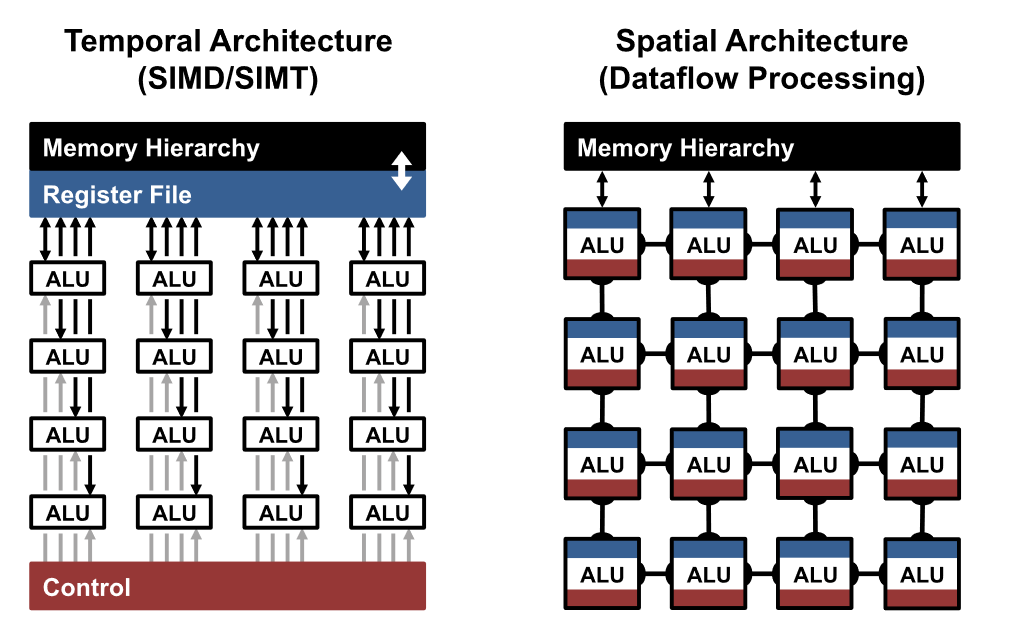 Temporal Architecture
(SIMD/SIMT)
Memory Hierarchy
Register File
ALU ALU ALU ALU
ALU ALU ALU ALU
ALU ALU ALU ALU
ALU ALU ALU ALU
Control
Spatial Architecture
(Dataflow Processing)
Memory Hierarchy
ALU ALU ALU ALU
ALU ALU ALU ALU
ALU ALU ALU ALU
ALU ALU ALU ALU